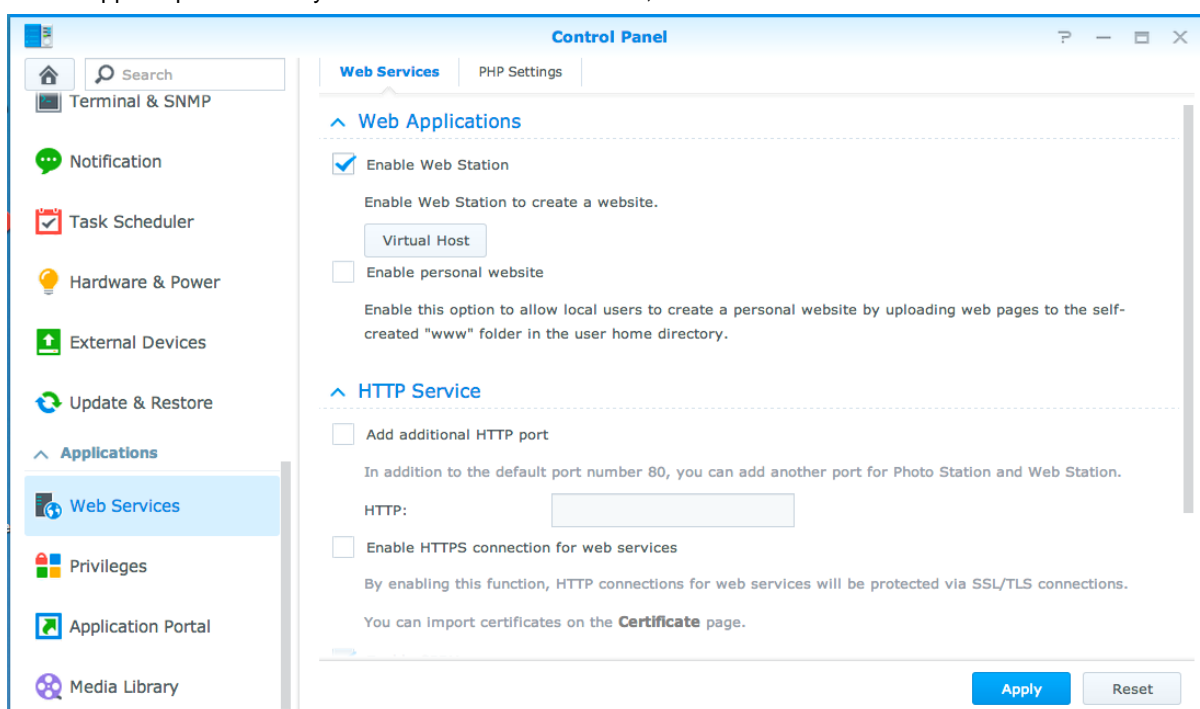 Control Panel
Search
Terminal & SNMP
Notification
Task Scheduler
Hardware & Power
External Devices
Update & Restore
Applications
Web Services
Privileges
Application Portal
Media Library
Web Services
PHP Settings
Web Applications
Enable Web Station
Enable Web Station to create a website.
Virtual Host
Enable personal website
Enable this option to allow local users to create a personal website by uploading web pages to the self-
created "www" folder in the user home directory.
HTTP Service
Add additional HTTP port
In addition to the default port number 80, you can add another port for Photo Station and Web Station.
HTTP:
Enable HTTPS connection for web services
By enabling this function, HTTP connections for web services will be protected via SSL/TLS connections.
You can import certificates on the Certificate page.
Apply
Reset